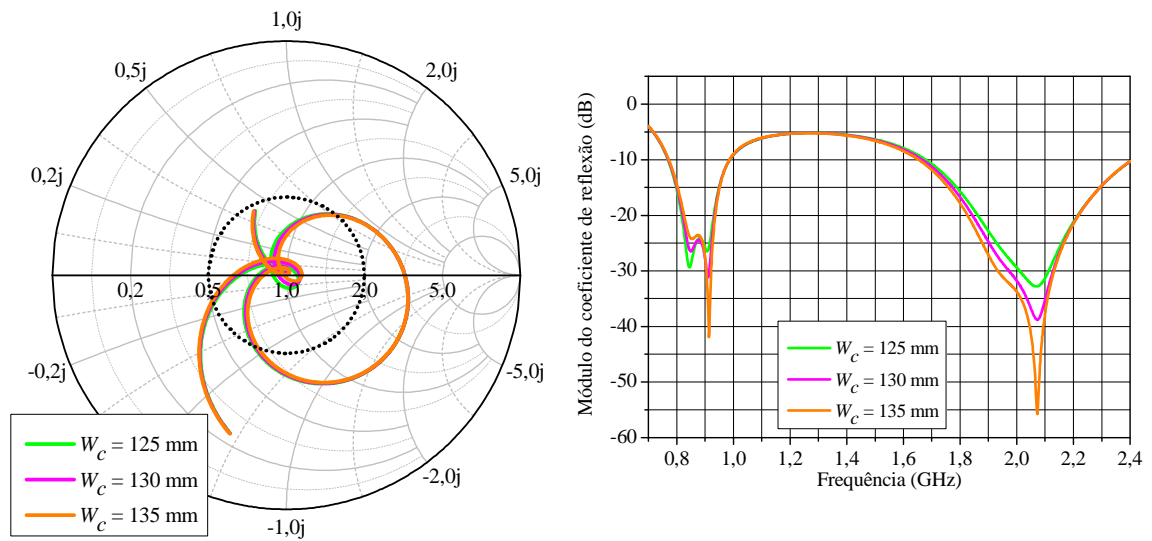 1,0j
0,5j
2,0j
0,2j
5,0j
0,2
0,5
1,0
2,0
5,0
-0,2j
-5,0j
-2,0j
-1,0j
W_c = 125 mm
W_c = 130 mm
W_c = 135 mm
Módulo do coeficiente de reflexão (dB)
0
-10
-20
-30
-40
-50
-60
W_c = 125 mm
W_c = 130 mm
W_c = 135 mm
0,8 1,0 1,2 1,4 1,6 1,8 2,0 2,2 2,4
Frequência (GHz)